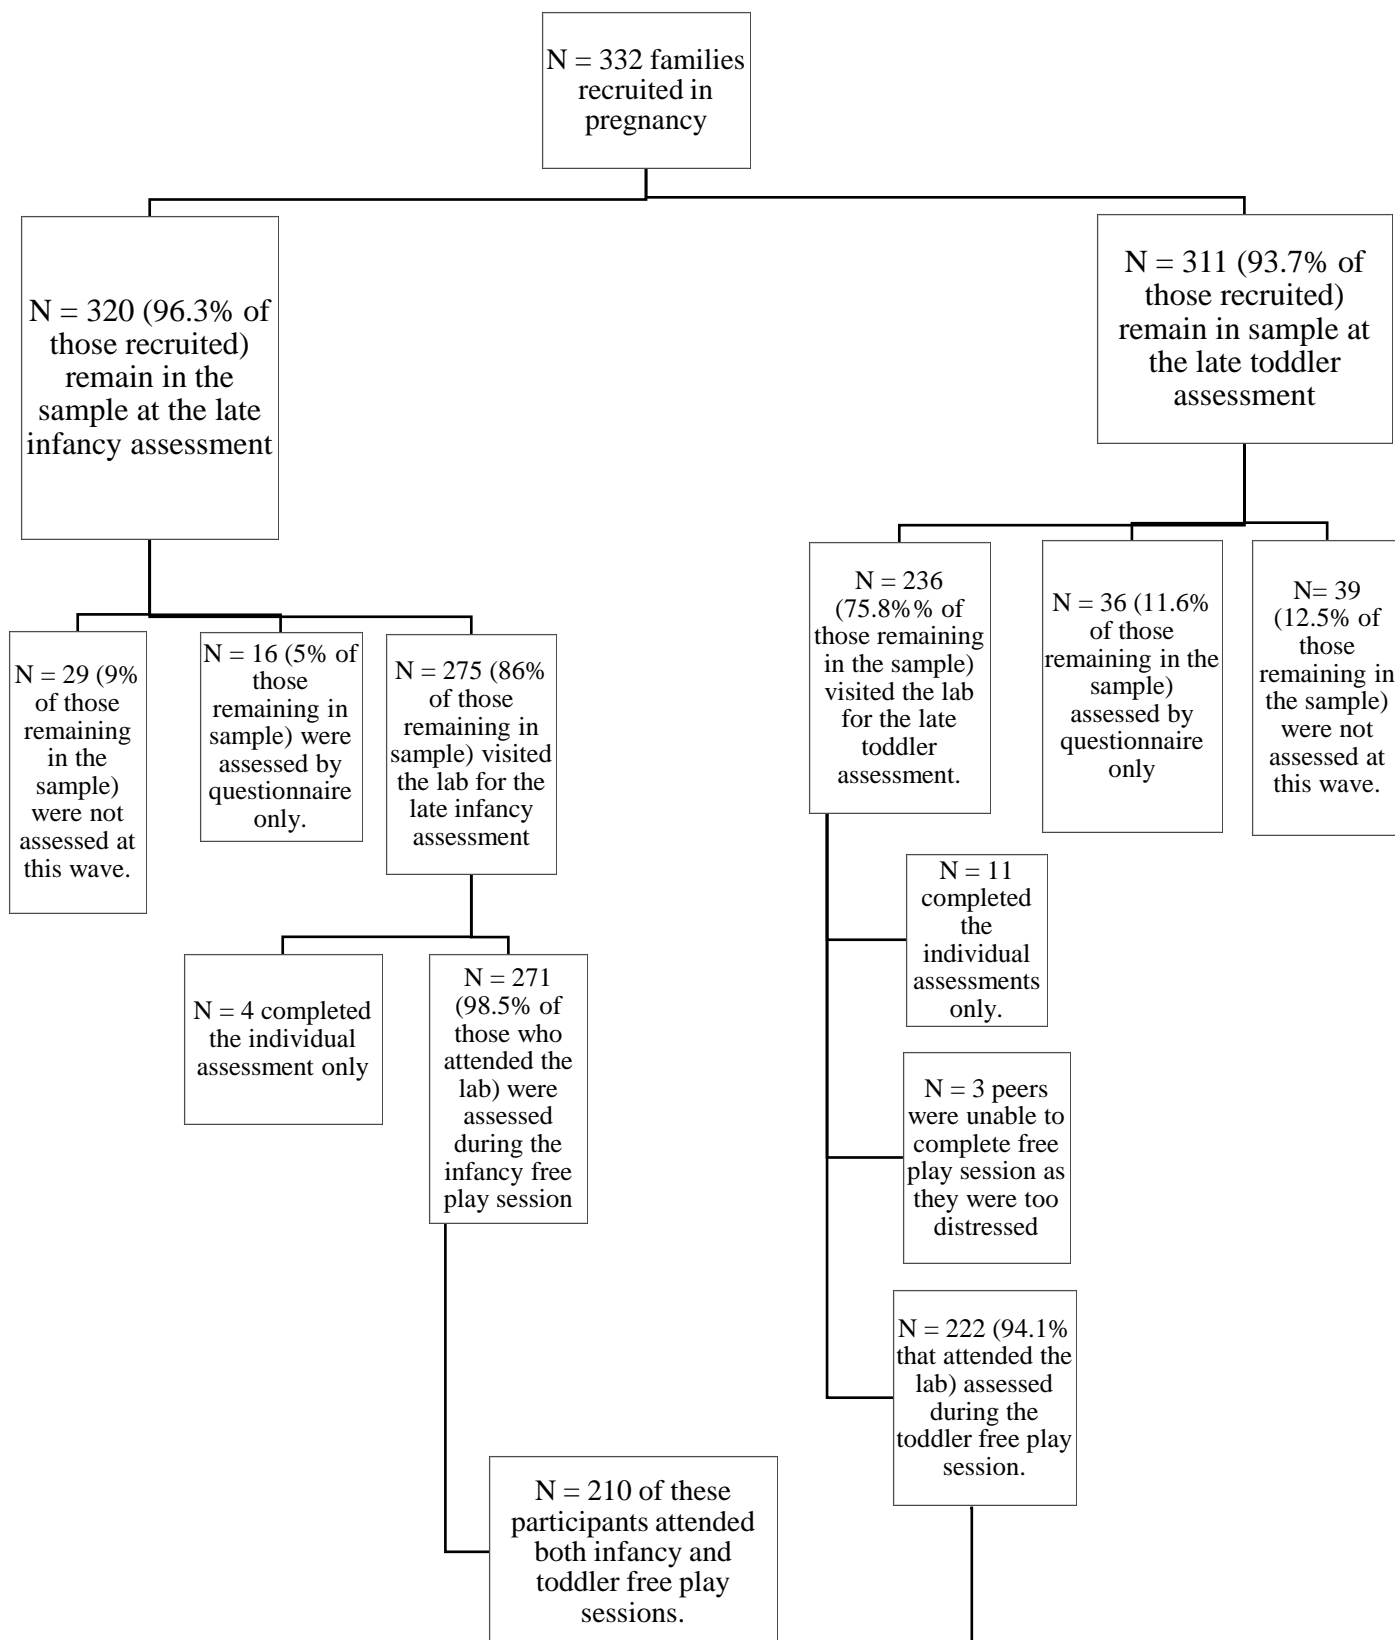 N = 332 families
recruited in
pregnancy
N = 320 (96.3% of
those recruited)
remain in the
sample at the late
infancy assessment
N = 311 (93.7% of
those recruited)
remain in sample at
the late toddler
assessment
N = 29 (9%
of those
remaining
in the
sample)
were not
assessed at
this wave.
N = 16 (5% of
those
remaining in
sample) were
assessed by
questionnaire
only.
N = 275 (86%
of those
remaining in
sample) visited
the lab for the
late infancy
assessment
N = 236
(75.8%% of
those remaining
in the sample)
visited the lab
for the late
toddler
assessment.
N = 36 (11.6%
of those
remaining in the
sample)
assessed by
questionnaire
only
N= 39
(12.5% of
those
remaining in
the sample)
were not
assessed at
this wave.
N = 4 completed
the individual
assessment only
N = 271
(98.5% of
those who
attended the
lab) were
assessed
during the
infancy free
play session
N = 11
completed
the
individual
assessments
only.
N = 3 peers
were unable to
complete free
play session as
they were too
distressed
N = 222 (94.1%
that attended the
lab) assessed
during the
toddler free play
session.
N = 210 of these
participants attended
both infancy and
toddler free play
sessions.